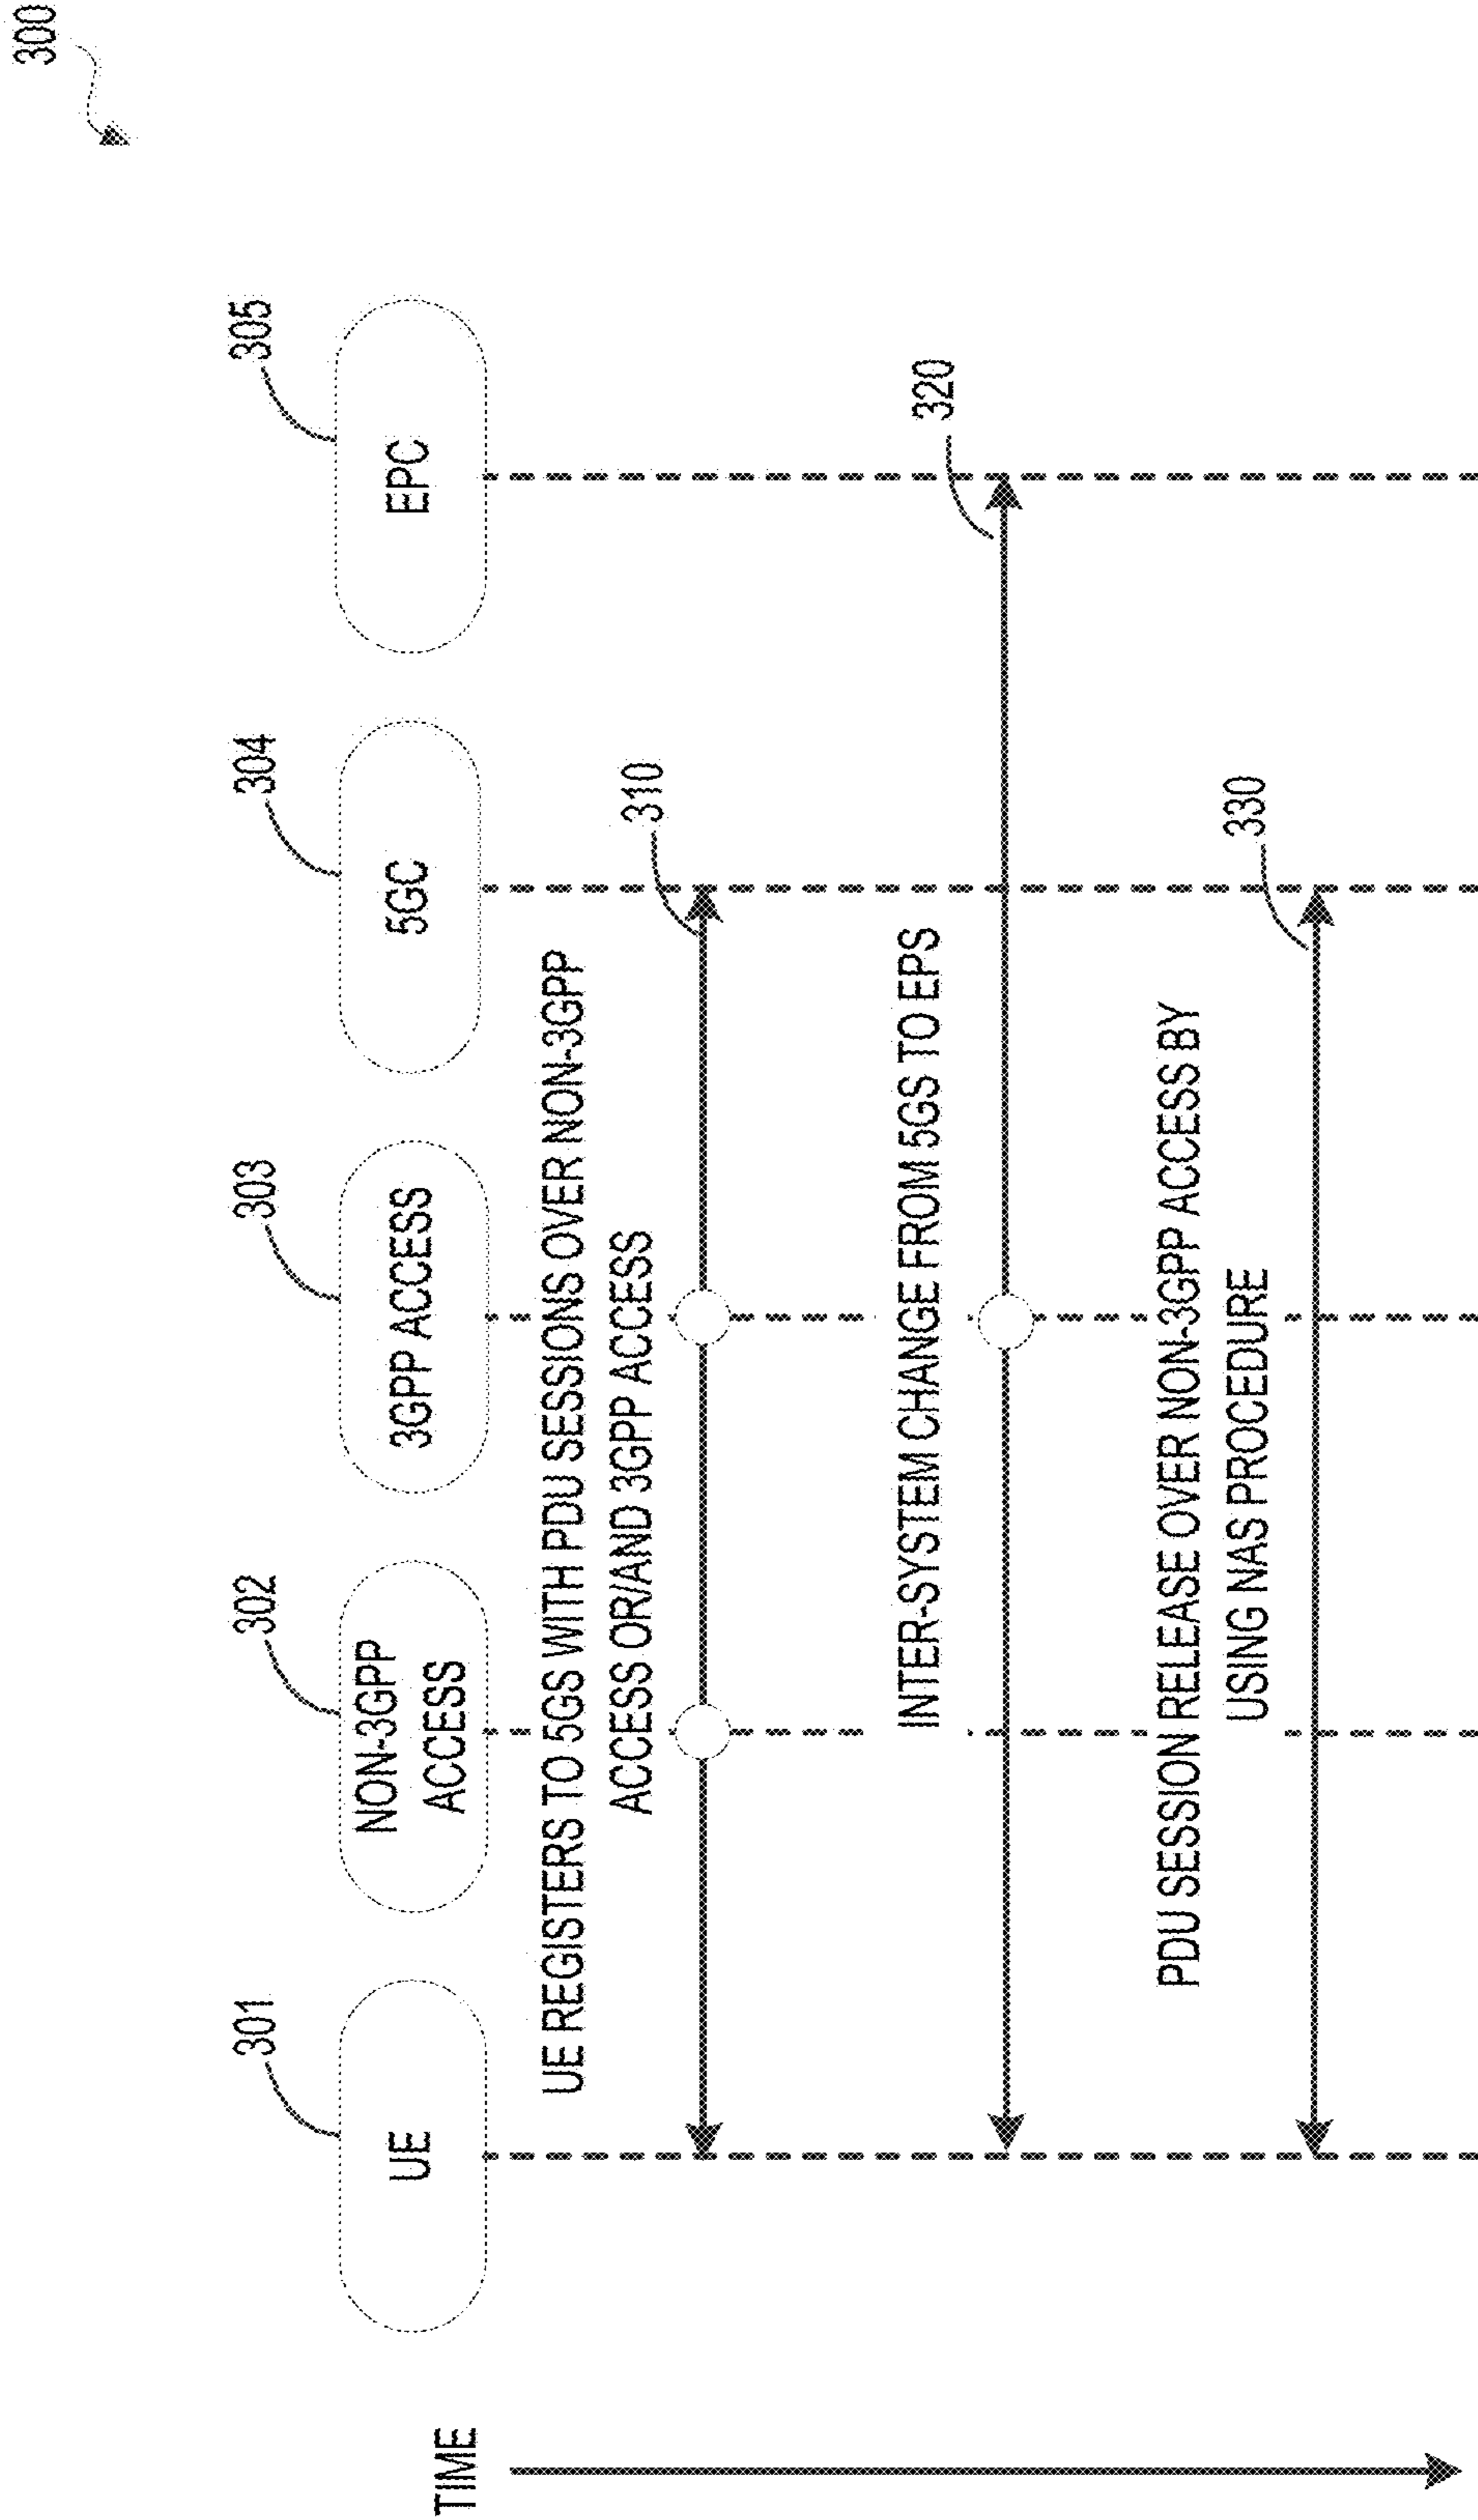 300
301
302
303
304
305
UE
NON-3GPP
ACCESS
3GPP ACCESS
5GC
EPC
TIME
UE REGISTERS TO 5GS WITH PDU SESSIONS OVER NON-3GPP
ACCESS OR/AND 3GPP ACCESS
310
INTER-SYSTEM CHANGE FROM 5GS TO EPS
320
PDU SESSION RELEASE OVER NON-3GPP ACCESS BY
USING NAS PROCEDURE
330